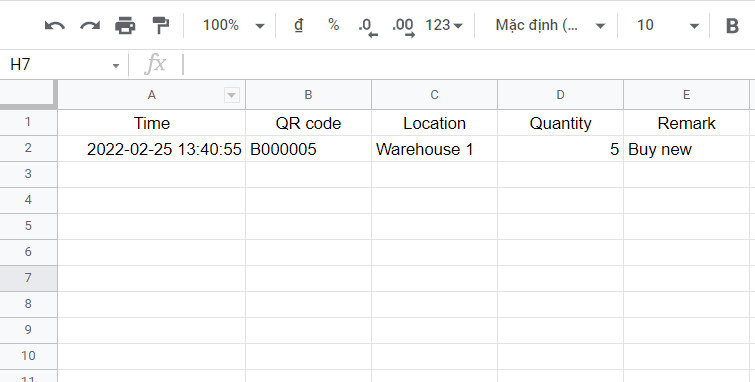 100% ₫ % .0 .00 123 Mặc định (... 10 B
H7 fx
A B C D E
1 Time QR code Location Quantity Remark
2 2022-02-25 13:40:55 B000005 Warehouse 1 5 Buy new
3
4
5
6
7
8
9
10
11